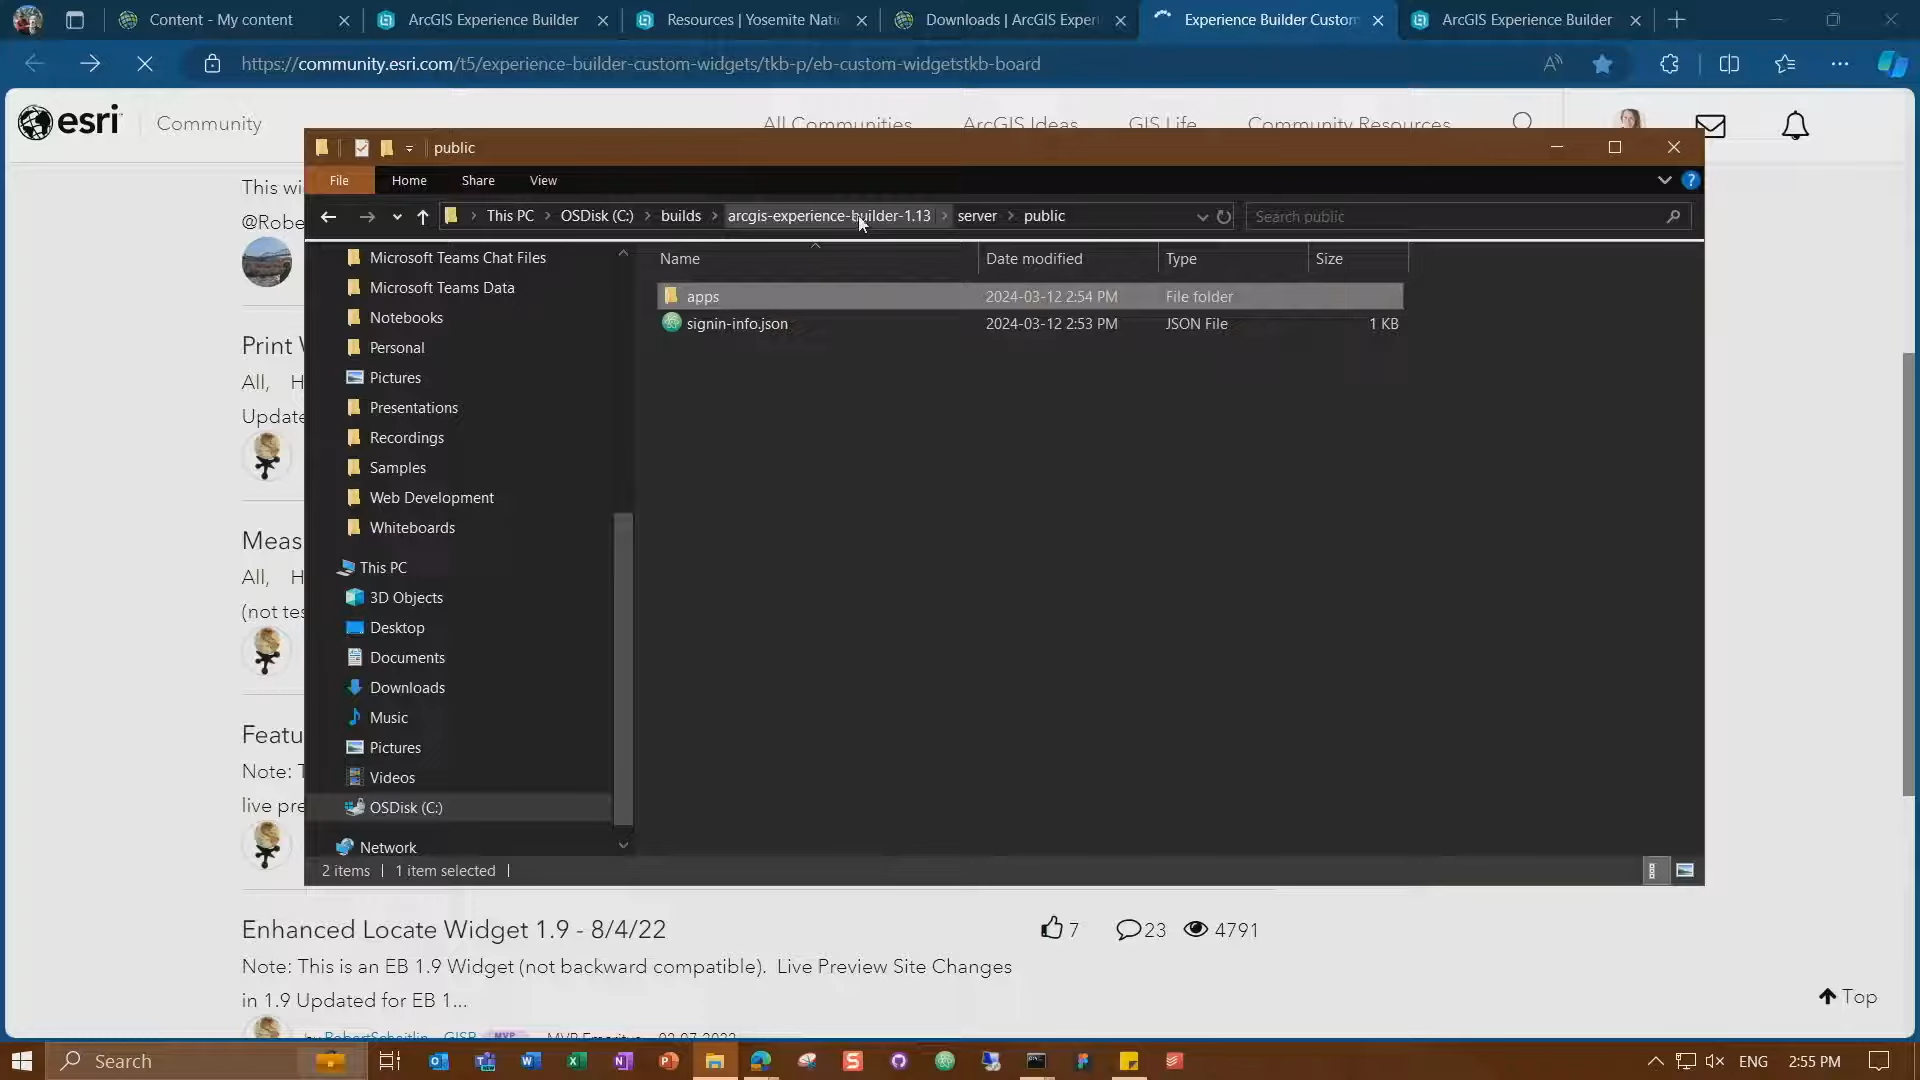 Content - My content
ArcGIS Experience Builder
Resources | Yosemite Nati
Downloads | ArcGIS Exper
Experience Builder Custom
ArcGIS Experience Builder
https://community.esri.com/t5/experience-builder-custom-widgets/tkb-p/eb-custom-widgetstkb-board
esri
Community
All Communities
ArcGIS Ideas
GIS Life
Community Resources
public
File
Home
Share
View
This PC
OSDisk (C:)
builds
arcgis-experience-builder-1.13
server
public
Search public
Name
Date modified
Type
Size
apps
2024-03-12 2:54 PM
File folder
signin-info.json
2024-03-12 2:53 PM
JSON File
1 KB
Microsoft Teams Chat Files
Microsoft Teams Data
Notebooks
Personal
Pictures
Presentations
Recordings
Samples
Web Development
Whiteboards
This PC
3D Objects
Desktop
Documents
Downloads
Music
Pictures
Videos
OSDisk (C:)
Network
2 items
1 item selected
This wi
@Robe
Print W
All, H
Update
Meas
All, H
(not tes
Featu
Note: T
live pre
Enhanced Locate Widget 1.9 - 8/4/22
7
23
4791
Note: This is an EB 1.9 Widget (not backward compatible). Live Preview Site Changes
in 1.9 Updated for EB 1...
Top
Search
ENG
2:55 PM